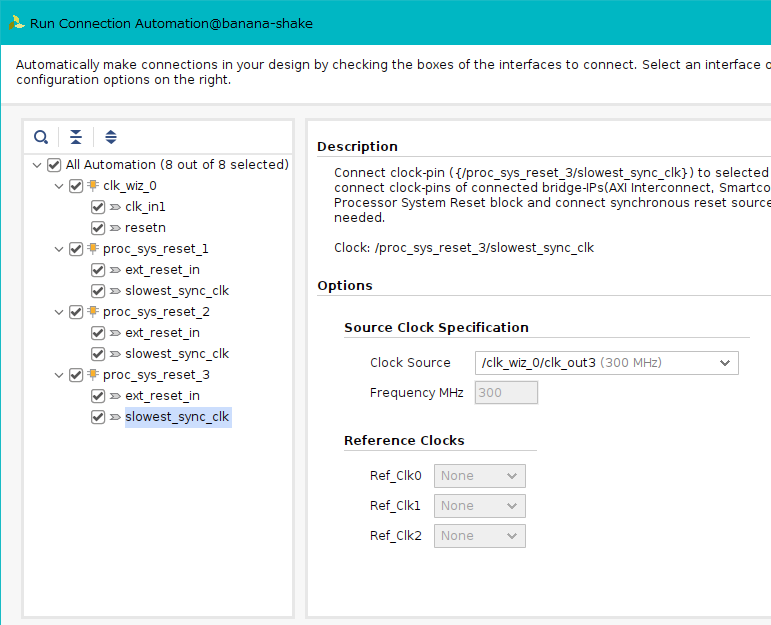 Run Connection Automation@banana-shake
Automatically make connections in your design by checking the boxes of the interfaces to connect. Select an interface
configuration options on the right.
All Automation (8 out of 8 selected)
clk_wiz_0
clk_in1
resetn
proc_sys_reset_1
ext_reset_in
slowest_sync_clk
proc_sys_reset_2
ext_reset_in
slowest_sync_clk
proc_sys_reset_3
ext_reset_in
slowest_sync_clk
Description
Connect clock-pin ({/proc_sys_reset_3/slowest_sync_clk}) to selected
connect clock-pins of connected bridge-IPs(AXI Interconnect, Smartco
Processor System Reset block and connect synchronous reset source
needed.
Clock: /proc_sys_reset_3/slowest_sync_clk
Options
Source Clock Specification
Clock Source /clk_wiz_0/clk_out3 (300 MHz)
Frequency MHz 300
Reference Clocks
Ref_Clk0 None
Ref_Clk1 None
Ref_Clk2 None